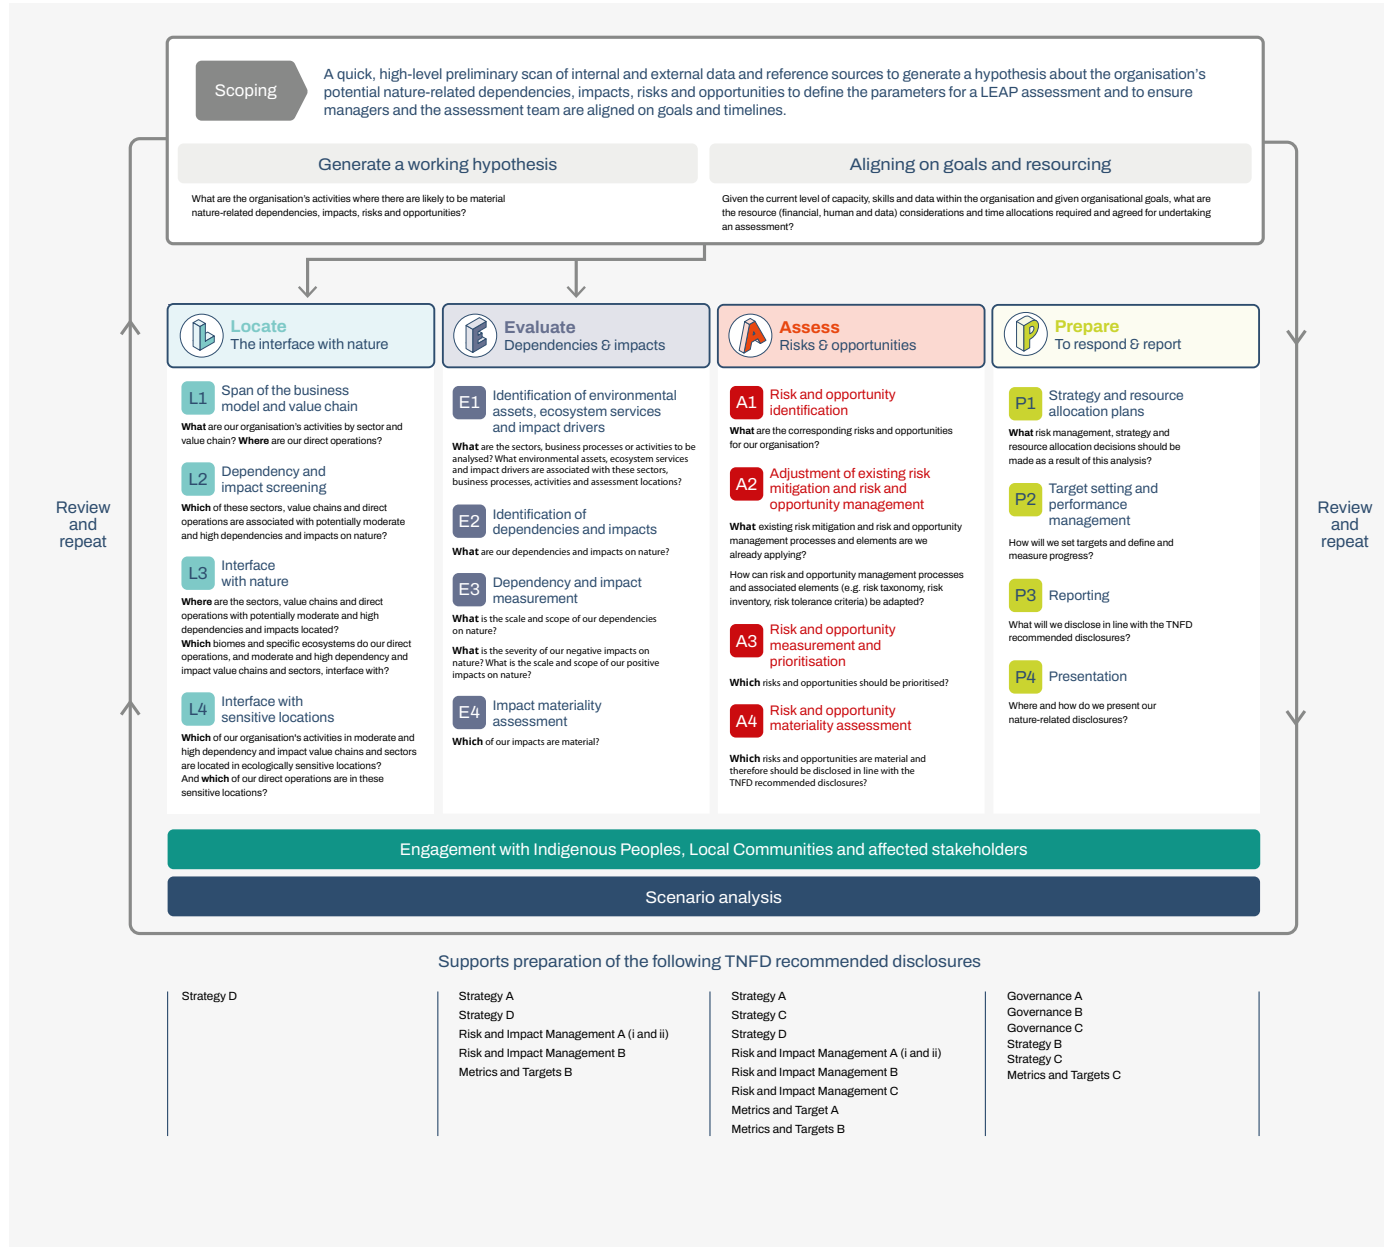 Scoping
A quick, high-level preliminary scan of internal and external data and reference sources to generate a hypothesis about the organisation's
potential nature-related dependencies, impacts, risks and opportunities to define the parameters for a LEAP assessment and to ensure
managers and the assessment team are aligned on goals and timelines.
Generate a working hypothesis
What are the organisation's activities where there are likely to be material
nature-related dependencies, impacts, risks and opportunities?
Aligning on goals and resourcing
Given the current level of capacity, skills and data within the organisation and given organisational goals, what are
the resource (financial, human and data) considerations and time allocations required and agreed for undertaking
an assessment?
Review
and
repeat
L
Locate
The interface with nature
L1
Span of the business
model and value chain
What are our organisation's activities by sector and
value chain? Where are our direct operations?
L2
Dependency and
impact screening
Which of these sectors, value chains and direct
operations are associated with potentially moderate
and high dependencies and impacts on nature?
L3
Interface
with nature
Where are the sectors, value chains and direct
operations with potentially moderate and high
dependencies and impacts located?
Which biomes and specific ecosystems do our direct
operations, and moderate and high dependency and
impact value chains and sectors, interface with?
L4
Interface with
sensitive locations
Which of our organisation's activities in moderate and
high dependency and impact value chains and sectors
are located in ecologically sensitive locations?
And which of our direct operations are in these
sensitive locations?
E
Evaluate
Dependencies & impacts
E1
Identification of environmental
assets, ecosystem services
and impact drivers
What are the sectors, business processes or activities to be
analysed? What environmental assets, ecosystem services
and impact drivers are associated with these sectors,
business processes, activities and assessment locations?
E2
Identification of
dependencies and impacts
What are our dependencies and impacts on nature?
E3
Dependency and impact
measurement
What is the scale and scope of our dependencies
on nature?
What is the severity of our negative impacts on
nature? What is the scale and scope of our positive
impacts on nature?
E4
Impact materiality
assessment
Which of our impacts are material?
A
Assess
Risks & opportunities
A1
Risk and opportunity
identification
What are the corresponding risks and opportunities
for our organisation?
A2
Adjustment of existing risk
mitigation and risk and
opportunity management
What existing risk mitigation and risk and opportunity
management processes and elements are we
already applying?
How can risk and opportunity management processes
and associated elements (e.g. risk taxonomy, risk
inventory, risk tolerance criteria) be adapted?
A3
Risk and opportunity
measurement and
prioritisation
Which risks and opportunities should be prioritised?
A4
Risk and opportunity
materiality assessment
Which risks and opportunities are material and
therefore should be disclosed in line with the
TNFD recommended disclosures?
P
Prepare
To respond & report
P1
Strategy and resource
allocation plans
What risk management, strategy and
resource allocation decisions should be
made as a result of this analysis?
P2
Target setting and
performance
management
How will we set targets and define and
measure progress?
P3
Reporting
What will we disclose in line with the TNFD
recommended disclosures?
P4
Presentation
Where and how do we present our
nature-related disclosures?
Review
and
repeat
Engagement with Indigenous Peoples, Local Communities and affected stakeholders
Scenario analysis
Supports preparation of the following TNFD recommended disclosures
Strategy D
Strategy A
Strategy D
Risk and Impact Management A (i and ii)
Risk and Impact Management B
Metrics and Targets B
Strategy A
Strategy C
Strategy D
Risk and Impact Management A (i and ii)
Risk and Impact Management B
Risk and Impact Management C
Metrics and Target A
Metrics and Targets B
Governance A
Governance B
Governance C
Strategy B
Strategy C
Metrics and Targets C